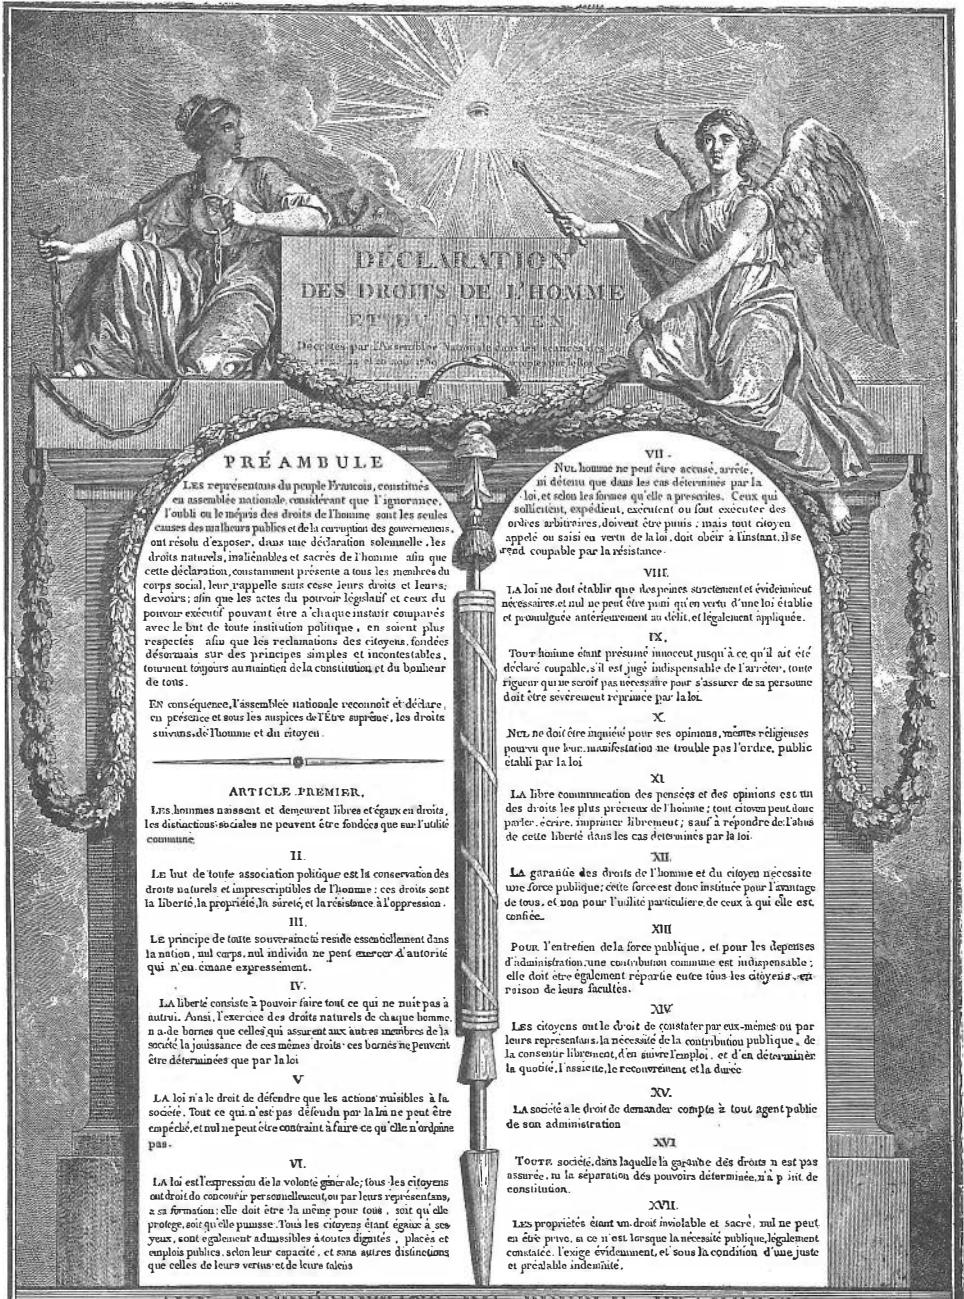 DÉCLARATION
DES DROITS DE L'HOMME
ET DU CITOYEN
Décrétés par l'Assemblée Nationale dans les séances des
PRÉAMBULE
LES représentans du peuple Francois, constitués
en assemblée nationale, considérant que l'ignorance,
l'oubli ou le mépris des droits de l'homme sont les seules
causes des malheurs publics et de la corruption des gouvernemens,
ont résolu d'exposer, dans une déclaration solemnelle, les
droits naturels, inaliénables et sacrés de l'homme afin que
cette déclaration, constamment présente a tous les membres du
corps social, leur rappelle sans cesse leurs droits et leurs
devoirs; afin que les actes du pouvoir législatif et ceux du
pouvoir exécutif pouvant être a chaque instant comparés
avec le but de toute institution politique, en soient plus
respectés afin que les reclamations des citoyens, fondées
désormais sur des principes simples et incontestables,
tournent toujours au maintien de la constitution et du bonheur
de tous.
EN conséquence, l'assemblée nationale reconnoit et déclare,
en présence et sous les auspices de l'Être suprême, les droits
suivans, de l'homme et du citoyen.
ARTICLE PREMIER.
LES hommes naissent et demeurent libres et égaux en droits,
les distinctions sociales ne peuvent être fondées que sur l'utilité
commune
II.
LE but de toute association politique est la conservation des
droits naturels et imprescriptibles de l'homme; ces droits sont
la liberté, la propriété, la sûreté, et la résistance à l'oppression.
III.
LE principe de toute souveraineté reside essentiellement dans
la nation, nul corps, nul individu ne peut exercer d'autorité
qui n'en émane expressément.
IV.
LA liberté consiste à pouvoir faire tout ce qui ne nuit pas à
autrui. Ansi, l'exercice des droits naturels de chaque homme,
n a de bornes que celles qui assurent aux autres membres de la
société la jouissance de ces mêmes droits; ces bornes ne peuvent
être déterminées que par la loi
V
LA loi n'a le droit de défendre que les actions nuisibles à la
société. Tout ce qui n'est pas défendu par la loi ne peut être
empêché, et nul ne peut être contraint à faire ce qu'elle n'ordonne
pas.
VI.
LA loi est l'expression de la volonté générale; tous les citoyens
ont droit de concourir personnellement, ou par leurs représentans,
a sa formation; elle doit être la même pour tous, soit qu'elle
protege, soit qu'elle punisse. Tous les citoyens étant égaux à ses
yeux, sont egalement admissibles à toutes dignités, places et
emplois publics, selon leur capacité, et sans autres distinctions
que celles de leurs vertus et de leurs talens
VII.
NUL homme ne peut être accusé, arrêté,
ni détenu que dans les cas déterminés par la
loi, et selon les formes qu'elle a prescrites. Ceux qui
sollicitent, expédient, exécutent ou font exécuter des
ordres arbitraires, doivent être punis; mais tout citoyen
appelé ou saisi en vertu de la loi, doit obéir à l'instant, il se
rend coupable par la résistance.
VIII.
LA loi ne doit établir que des peines strictement et évidemment
nécessaires, et nul ne peut être puni qu'en vertu d'une loi établie
et promulguée antérieurement au délit, et légalement appliquée.
IX.
TOUT homme étant présumé innocent jusqu'à ce qu'il ait été
déclaré coupable, s'il est jugé indispensable de l'arrêter, toute
rigueur qui ne seroit pas nécessaire pour s'assurer de sa personne
doit être sévèrement réprimée par la loi.
X.
NUL ne doit être inquiété pour ses opinions, mêmes réligieuses
pourvu que leur manifestation ne trouble pas l'ordre public
établi par la loi
XI
LA libre communication des pensées et des opinions est un
des droits les plus précieux de l'homme; tout citoyen peut donc
parler, écrire, imprimer librement; sauf à répondre de l'abus
de cette liberté dans les cas determinés par la loi.
XII.
LA garantie des droits de l'homme et du citoyen nécessite
une force publique; cette force est donc instituée pour l'avantage
de tous, et non pour l'utilité particuliere de ceux à qui elle est
confiée.
XIII
POUR l'entretien de la force publique, et pour les depenses
d'administration, une contribution commune est indispensable;
elle doit être également répartie entre tous les citoyens, en
raison de leurs facultés.
XIV.
LES citoyens ont le droit de constater par eux-mêmes ou par
leurs représentans, la nécessité de la contribution publique, de
la consentir librement, d'en suivre l'emploi, et d'en déterminer
la quotité, l'assiette, le recouvrement et la durée
XV.
LA société a le droit de demander compte à tout agent public
de son administration
XVI
TOUTE société, dans laquelle la garantie des droits n est pas
assurée, ni la séparation des pouvoirs déterminée, n'a point de
constitution.
XVII.
LES propriétés étant un droit inviolable et sacré, nul ne peut
en être privé, si ce n'est lorsque la nécessité publique, légalement
constatée, l'exige évidemment, et sous la condition d'une juste
et préalable indemnité.